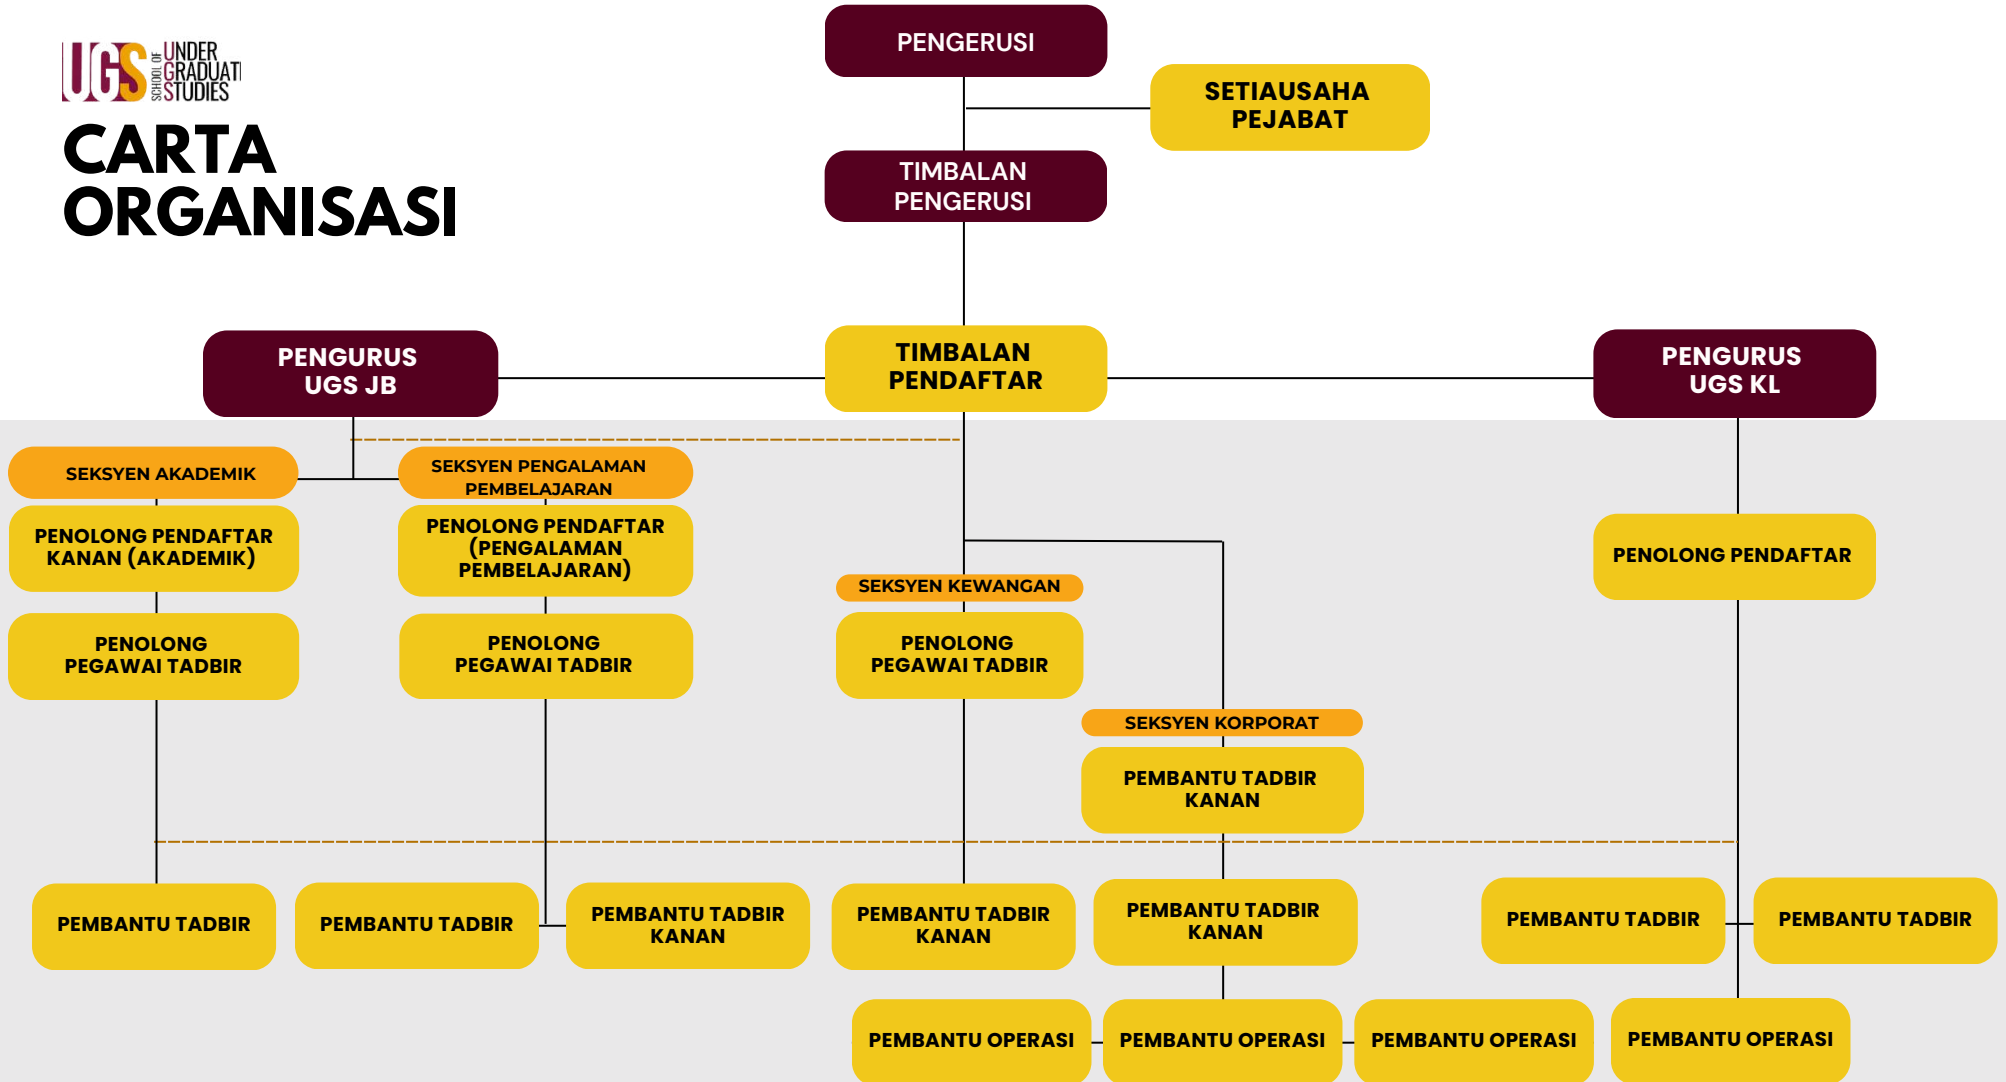 UGS
SCHOOL OF
UNDER
GRADUATE
STUDIES
CARTA
ORGANISASI
PENGERUSI
SETIAUSAHA
PEJABAT
TIMBALAN
PENGERUSI
PENGURUS
UGS JB
TIMBALAN
PENDAFTAR
PENGURUS
UGS KL
SEKSYEN AKADEMIK
PENOLONG PENDAFTAR
KANAN (AKADEMIK)
PENOLONG
PEGAWAI TADBIR
SEKSYEN PENGALAMAN
PEMBELAJARAN
PENOLONG PENDAFTAR
(PENGALAMAN
PEMBELAJARAN)
PENOLONG
PEGAWAI TADBIR
SEKSYEN KEWANGAN
PENOLONG
PEGAWAI TADBIR
SEKSYEN KORPORAT
PEMBANTU TADBIR
KANAN
PENOLONG PENDAFTAR
PEMBANTU TADBIR
PEMBANTU TADBIR
PEMBANTU TADBIR
KANAN
PEMBANTU TADBIR
KANAN
PEMBANTU TADBIR
KANAN
PEMBANTU TADBIR
PEMBANTU TADBIR
PEMBANTU OPERASI
PEMBANTU OPERASI
PEMBANTU OPERASI
PEMBANTU OPERASI